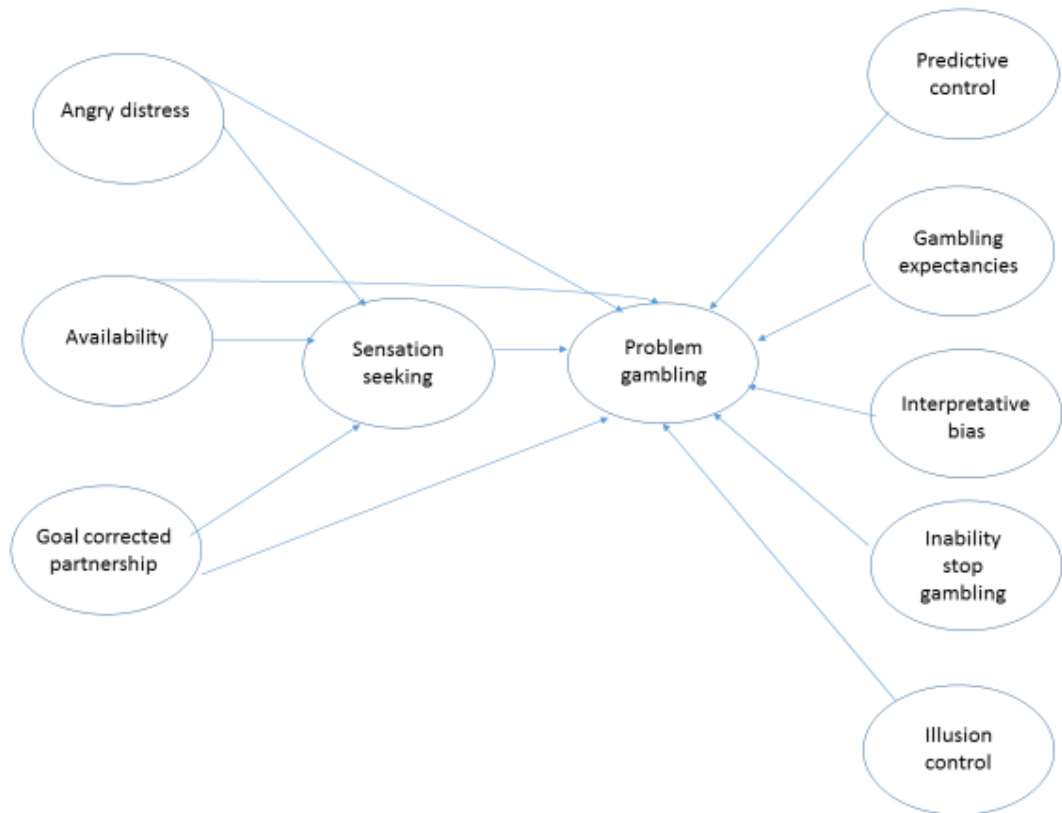 Angry distress
Availability
Goal corrected
partnership
Sensation
seeking
Problem
gambling
Predictive
control
Gambling
expectancies
Interpretative
bias
Inability
stop
gambling
Illusion
control